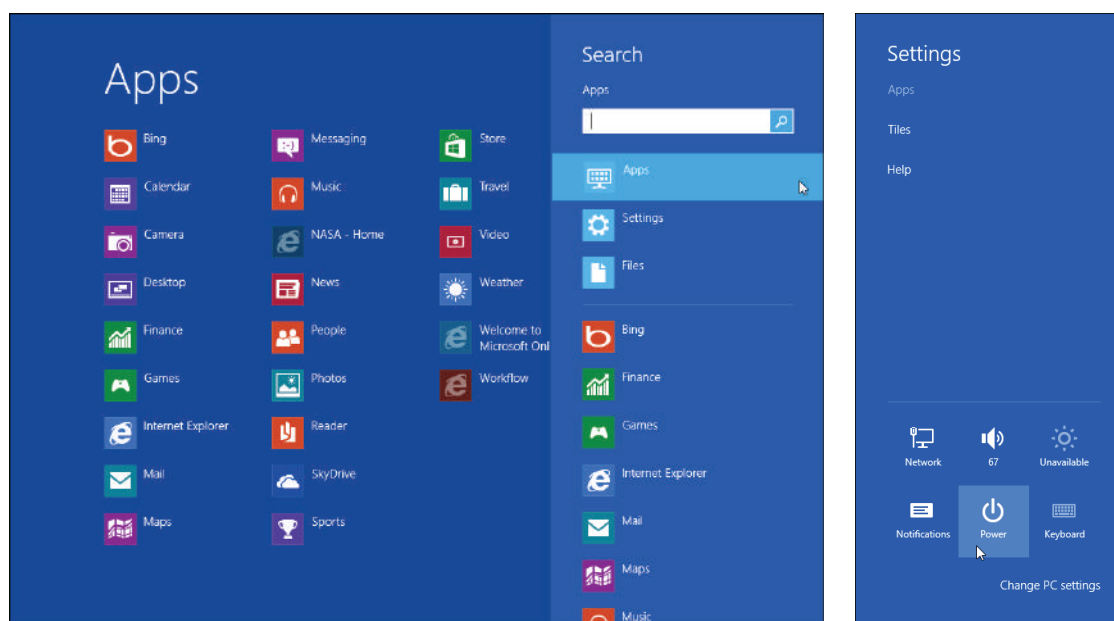 Apps
Bing
Calendar
Camera
Desktop
Finance
Games
Internet Explorer
Mail
Maps
Messaging
Music
NASA - Home
News
People
Photos
Reader
SkyDrive
Sports
Store
Travel
Video
Weather
Welcome to
Microsoft Onl
Workflow
Search
Apps
Apps
Settings
Files
Bing
Finance
Games
Internet Explorer
Mail
Maps
Music
Settings
Apps
Tiles
Help
Network
67
Unavailable
Notifications
Power
Keyboard
Change PC settings